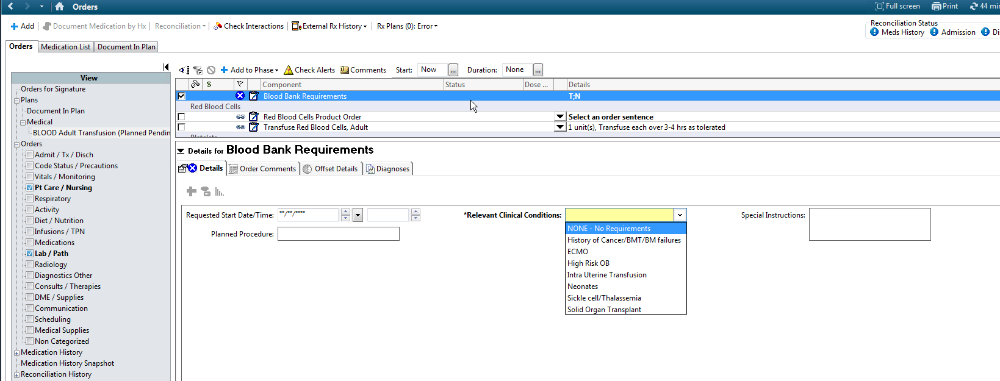 Orders
Full screen
Print
44 min
Add
Document Medication by Hx
Reconciliation
Check Interactions
External Rx History
Rx Plans (0): Error
Reconciliation Status
Meds History
Admission
Orders
Medication List
Document In Plan
View
Orders for Signature
Plans
Document In Plan
Medical
BLOOD Adult Transfusion (Planned Pendin
Orders
Admit / Tx / Disch
Code Status / Precautions
Vitals / Monitoring
Pt Care / Nursing
Respiratory
Activity
Diet / Nutrition
Infusions / TPN
Medications
Lab / Path
Radiology
Diagnostics Other
Consults / Therapies
DME / Supplies
Communication
Scheduling
Medical Supplies
Non Categorized
Medication History
Medication History Snapshot
Reconciliation History
Add to Phase
Check Alerts
Comments
Start:
Now
...
Duration:
None
...
$
Component
Status
Dose ...
Details
Blood Bank Requirements
T;N
Red Blood Cells
Red Blood Cells Product Order
Select an order sentence
Transfuse Red Blood Cells, Adult
1 unit(s), Transfuse each over 3-4 hrs as tolerated
Platelets
Details for Blood Bank Requirements
Details
Order Comments
Offset Details
Diagnoses
Requested Start Date/Time:
**/**/****
*Relevant Clinical Conditions:
Special Instructions:
Planned Procedure:
NONE - No Requirements
History of Cancer/BMT/BM failures
ECMO
High Risk OB
Intra Uterine Transfusion
Neonates
Sickle cell/Thalassemia
Solid Organ Transplant